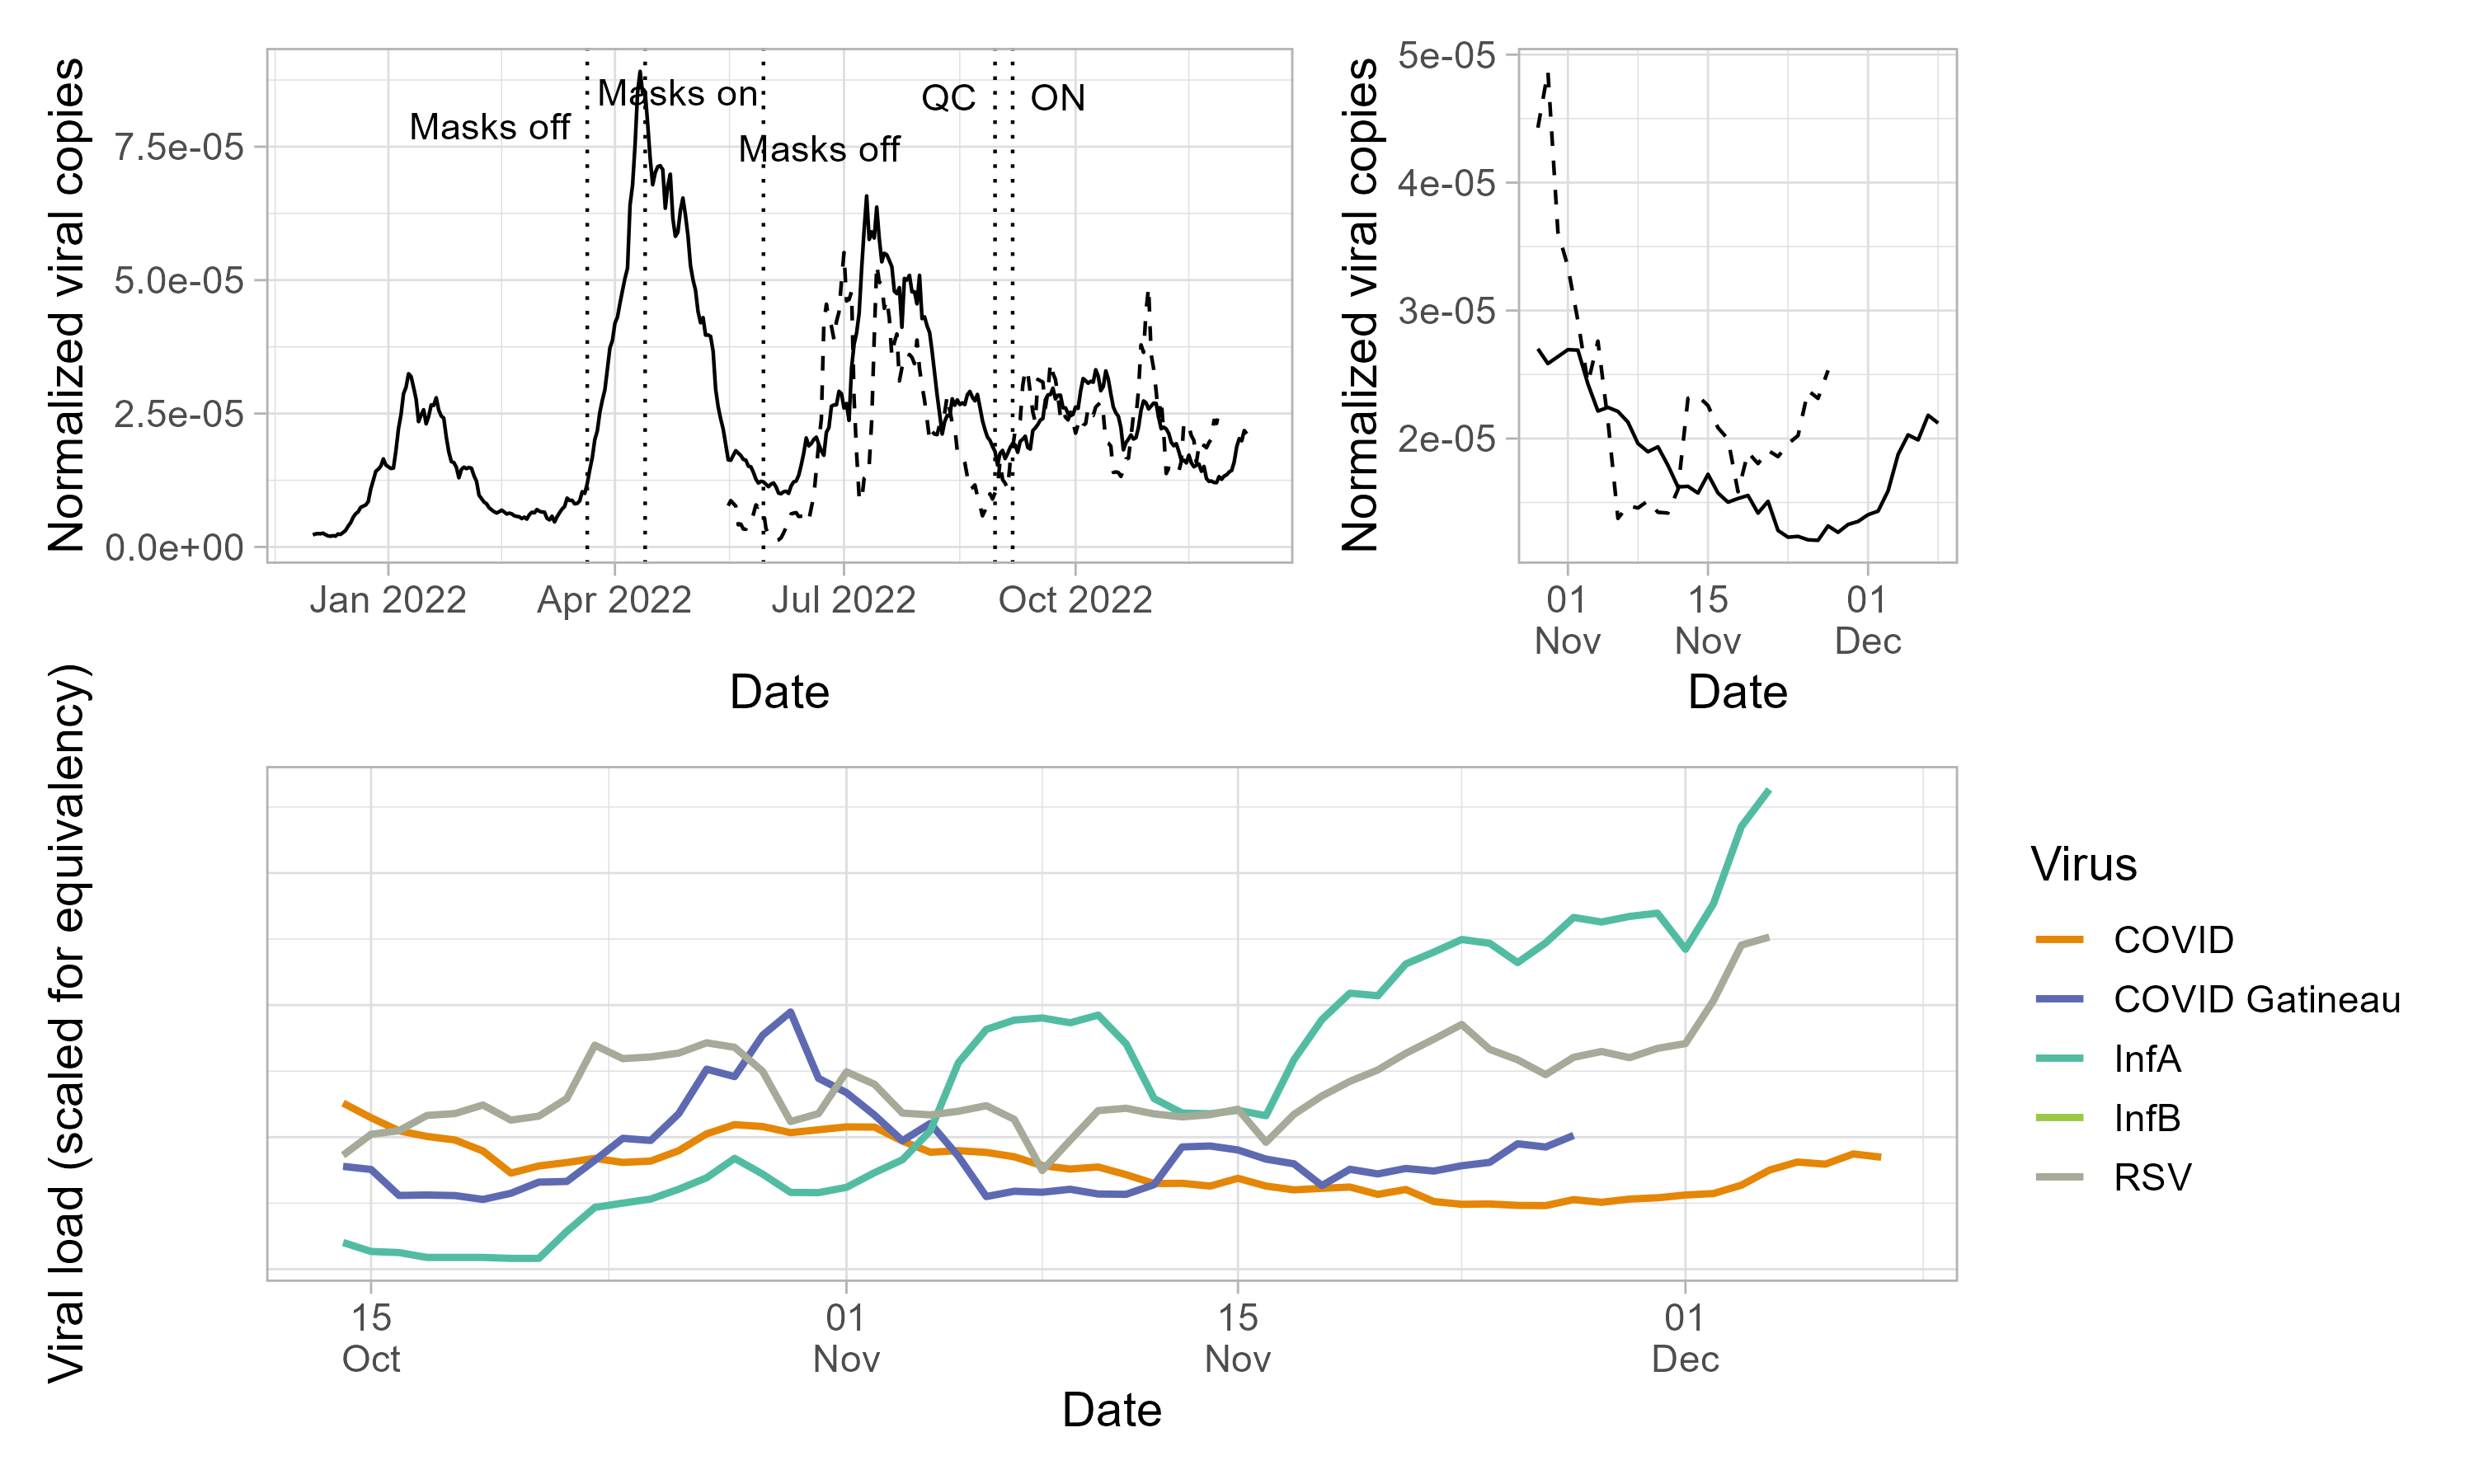 Normalized viral copies
7.5e-05
5.0e-05
2.5e-05
0.0e+00
Masks off
Masks on
Masks off
QC
ON
Jan 2022
Apr 2022
Jul 2022
Oct 2022
Date
Normalized viral copies
5e-05
4e-05
3e-05
2e-05
01
Nov
15
Nov
01
Dec
Date
Viral load (scaled for equivalency)
15
Oct
01
Nov
15
Nov
01
Dec
Date
Virus
COVID
COVID Gatineau
InfA
InfB
RSV